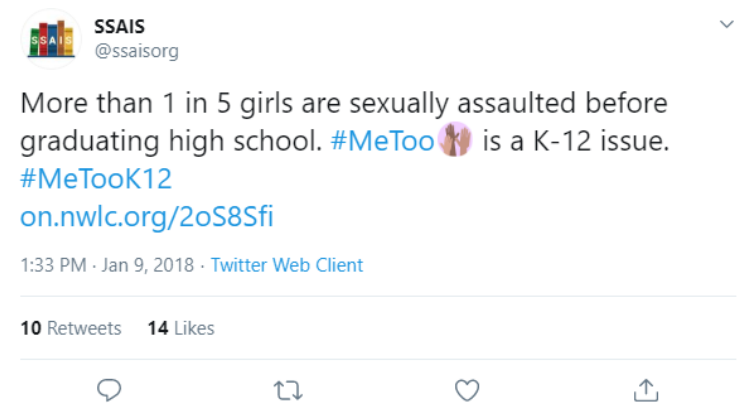 SSAIS
SSAIS
@ssaisorg
More than 1 in 5 girls are sexually assaulted before
graduating high school. #MeToo is a K-12 issue.
#MeTooK12
on.nwlc.org/2oS8Sfi
1:33 PM · Jan 9, 2018 · Twitter Web Client
10 Retweets 14 Likes